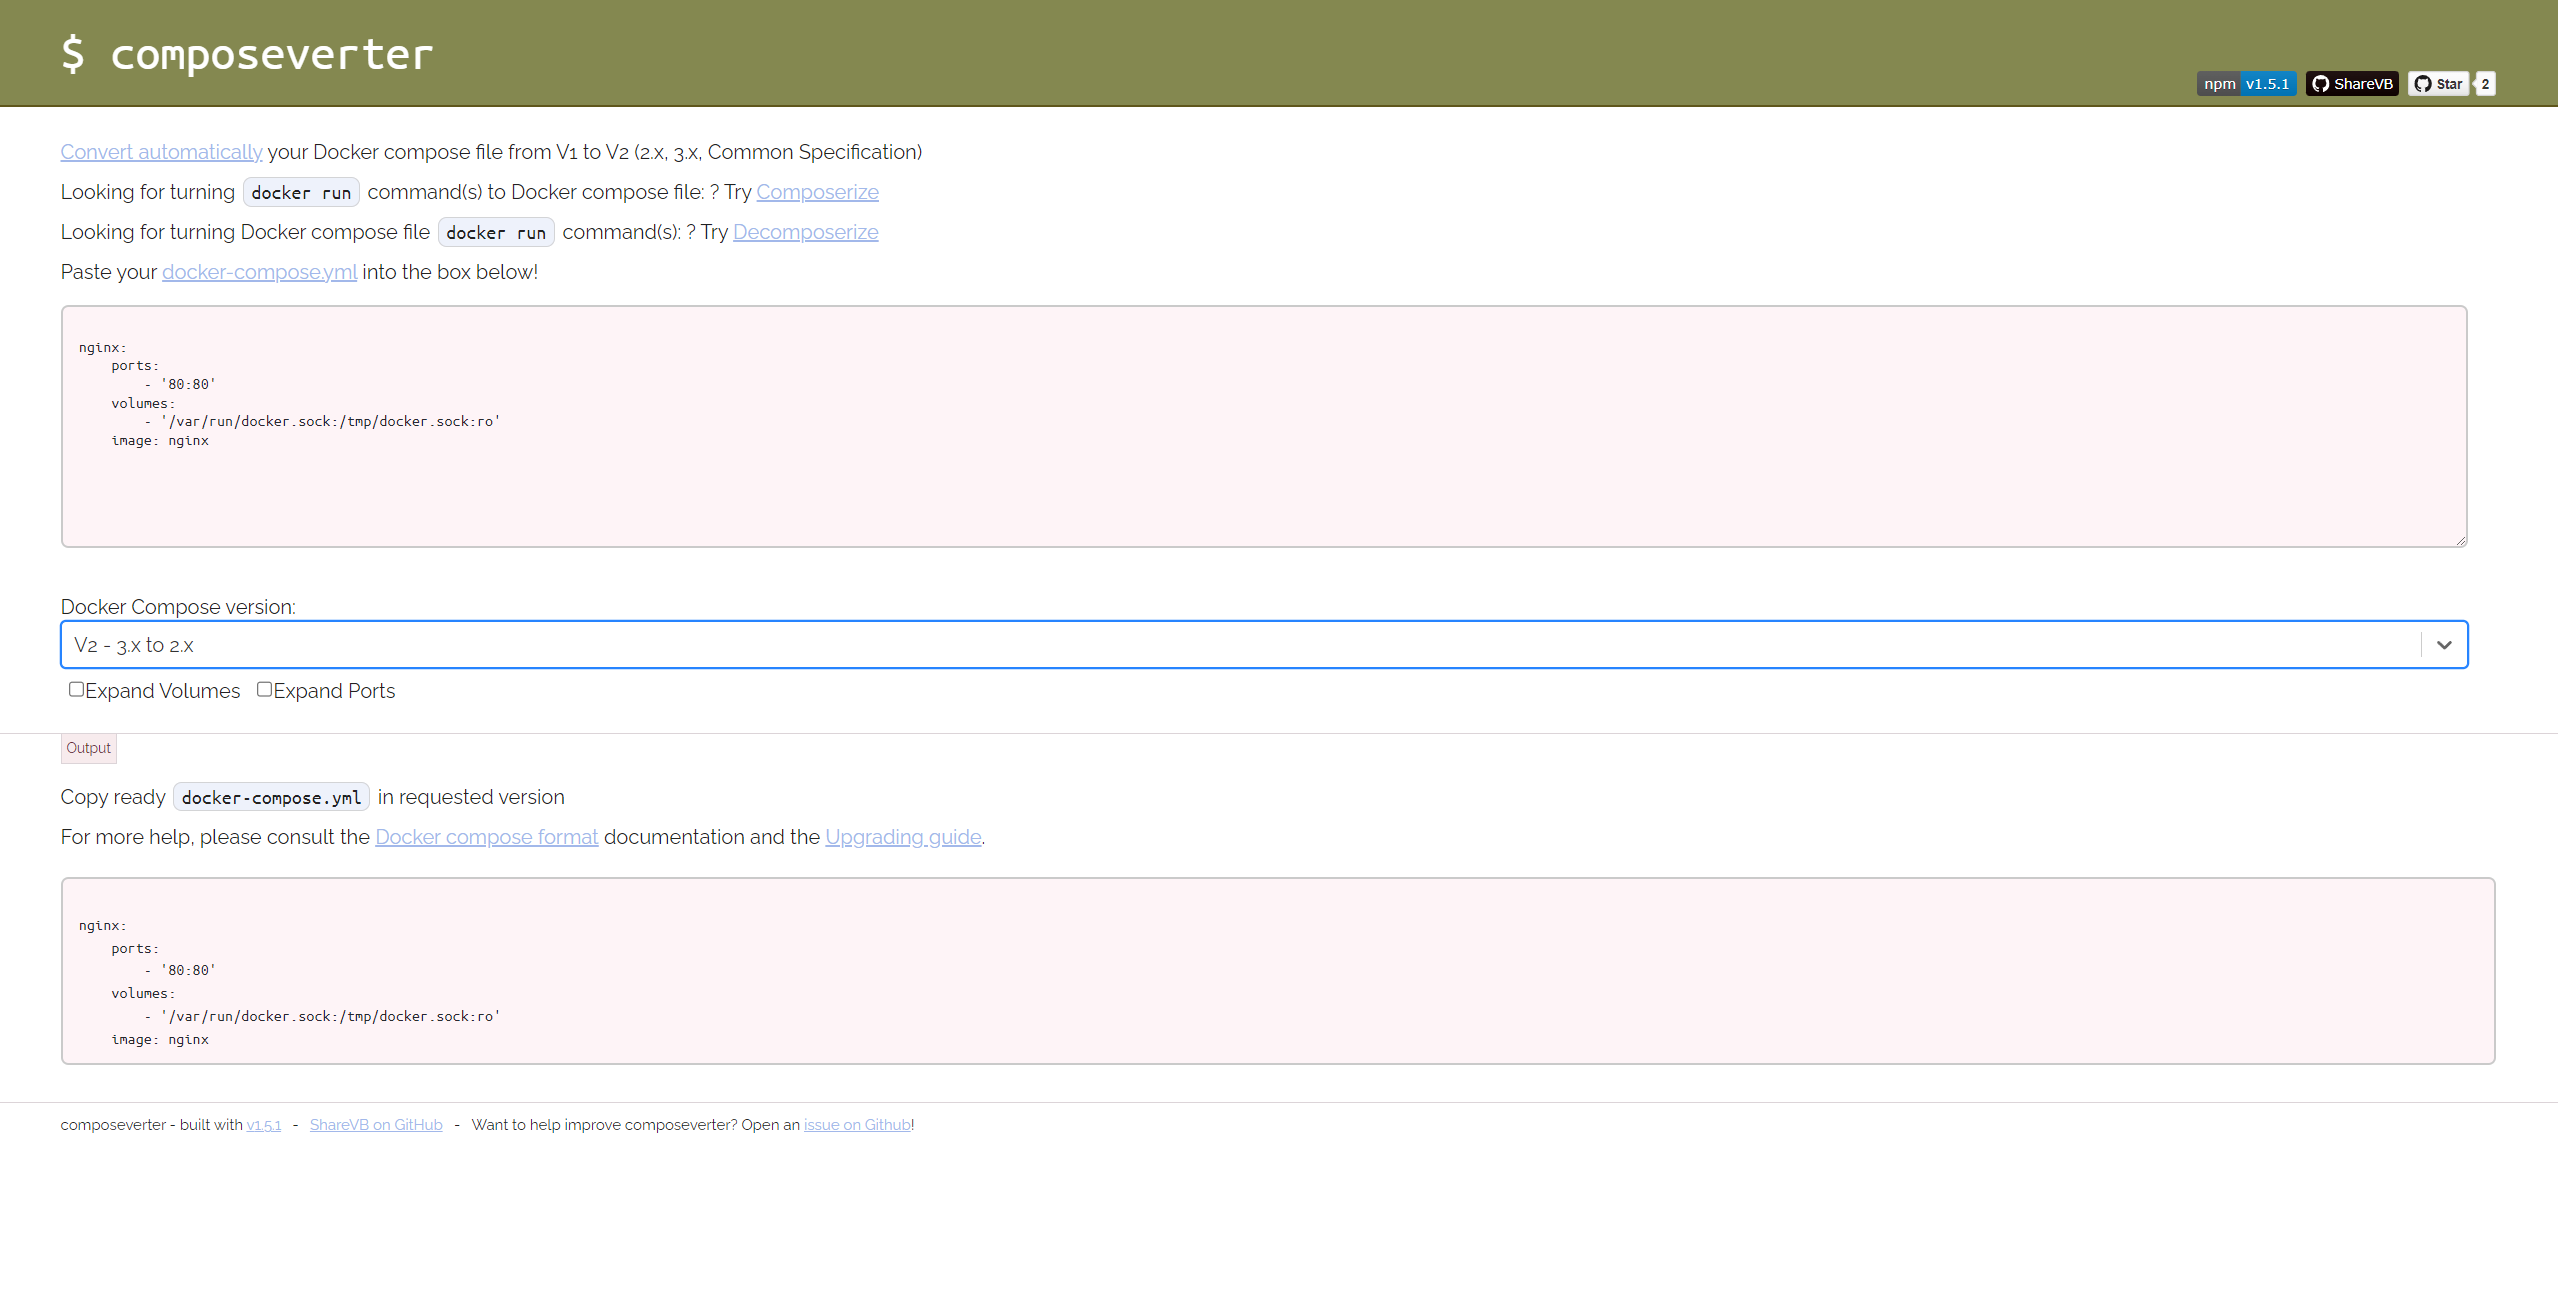 $ composeverter
npm v1.5.1 ShareVB Star 2
Convert automatically your Docker compose file from V1 to V2 (2.x, 3.x, Common Specification)
Looking for turning docker run command(s) to Docker compose file: ? Try Composerize
Looking for turning Docker compose file docker run command(s): ? Try Decomposerize
Paste your docker-compose.yml into the box below!
nginx:
    ports:
        - '80:80'
    volumes:
        - '/var/run/docker.sock:/tmp/docker.sock:ro'
    image: nginx
Docker Compose version:
V2 - 3.x to 2.x
Expand Volumes Expand Ports
Output
Copy ready docker-compose.yml in requested version
For more help, please consult the Docker compose format documentation and the Upgrading guide.
nginx:
    ports:
        - '80:80'
    volumes:
        - '/var/run/docker.sock:/tmp/docker.sock:ro'
    image: nginx
composeverter - built with v1.5.1 - ShareVB on GitHub - Want to help improve composeverter? Open an issue on Github!